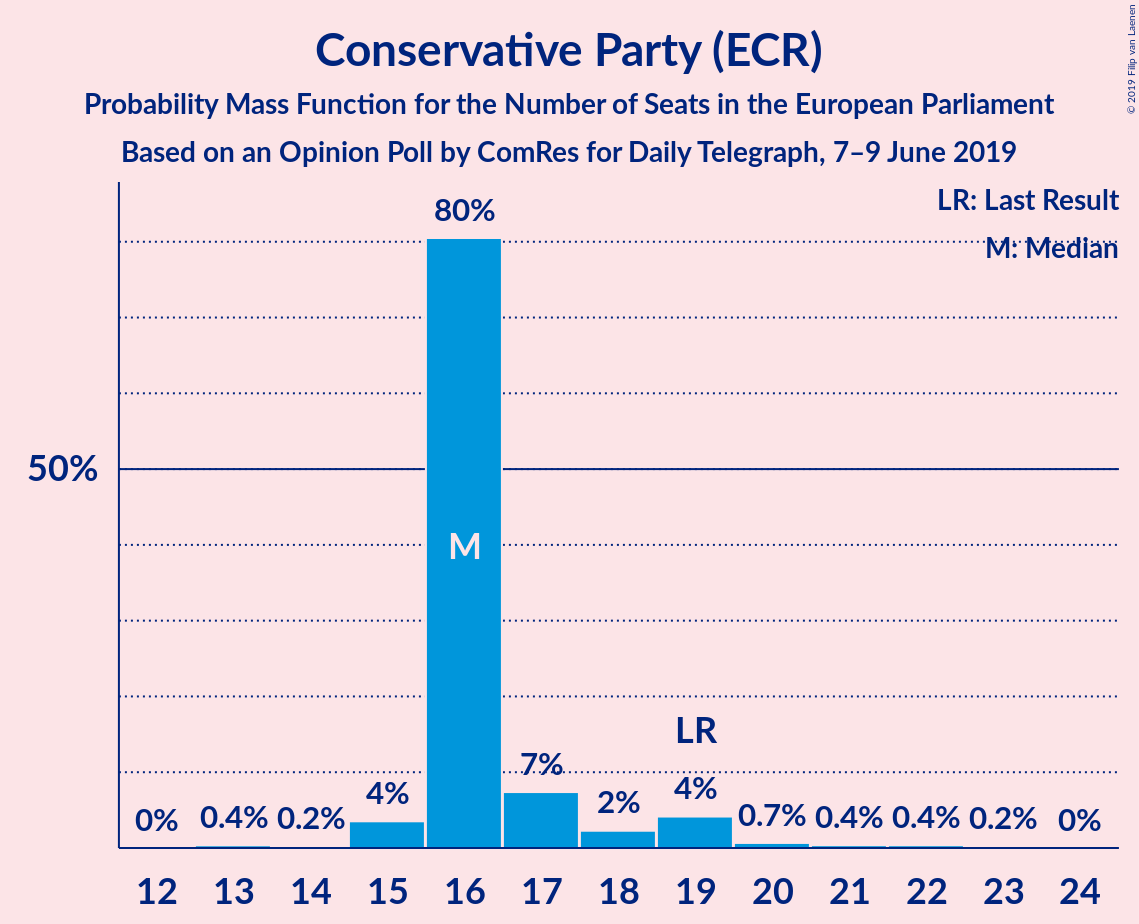 Conservative Party (ECR)
Probability Mass Function for the Number of Seats in the European Parliament
Based on an Opinion Poll by ComRes for Daily Telegraph, 7–9 June 2019
© 2019 Filip van Laenen
LR: Last Result
M: Median
80%
50%
M
LR
7%
4%
2%
4%
0%
0.4%
0.2%
0.7%
0.4%
0.4%
0.2%
0%
12 13 14 15 16 17 18 19 20 21 22 23 24